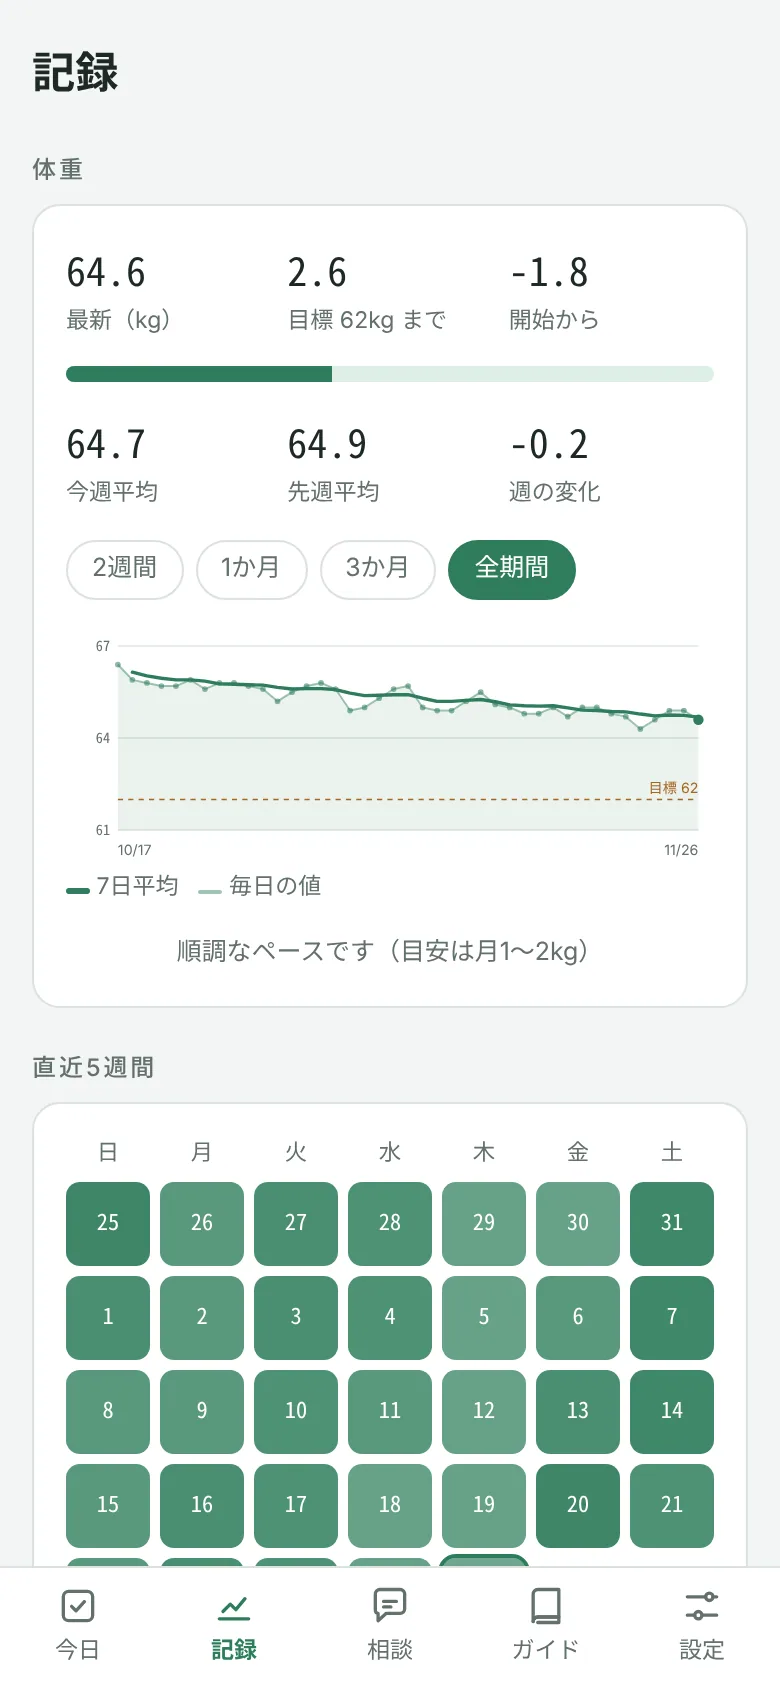 記録
体重
64.6 2.6 -1.8
最新（kg） 目標 62kg まで 開始から
64.7 64.9 -0.2
今週平均 先週平均 週の変化
2週間 1か月 3か月 全期間
67
64
目標 62
61
10/17 11/26
7日平均 毎日の値
順調なペースです（目安は月1〜2kg）
直近5週間
日 月 火 水 木 金 土
25 26 27 28 29 30 31
1 2 3 4 5 6 7
8 9 10 11 12 13 14
15 16 17 18 19 20 21
今日 記録 相談 ガイド 設定